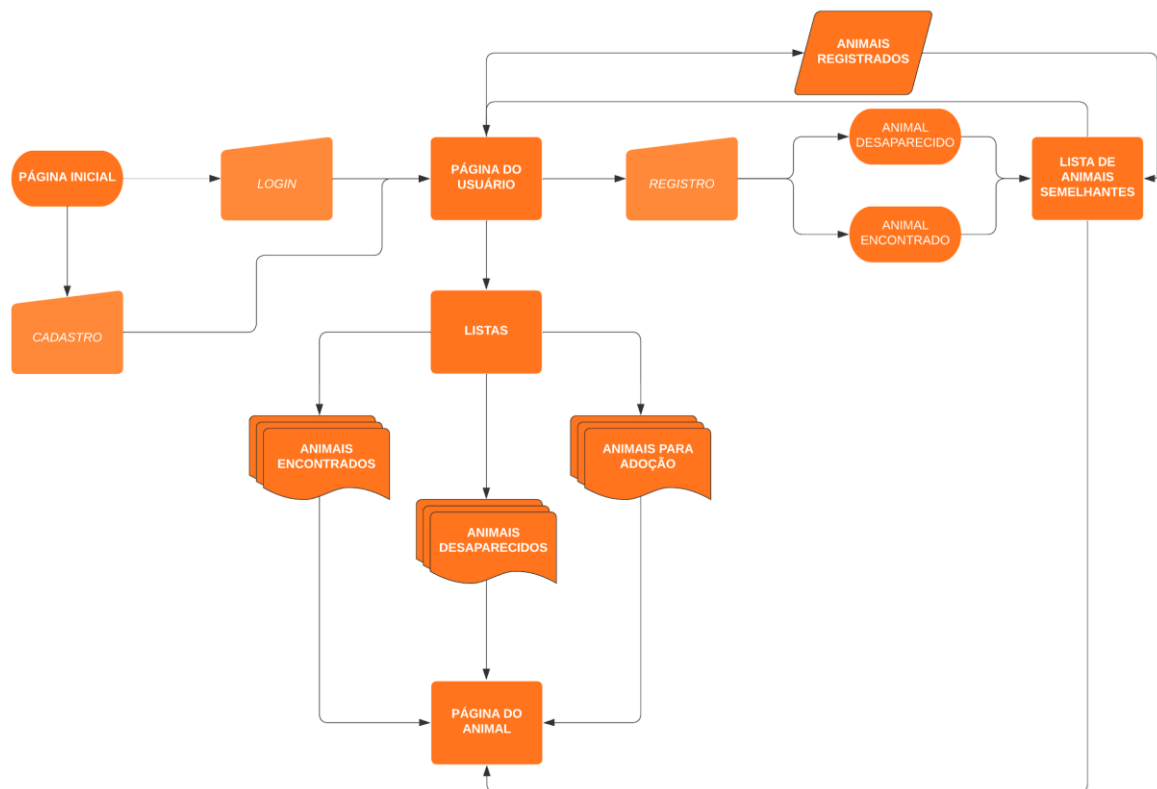 ANIMAIS
REGISTRADOS
PÁGINA INICIAL
LOGIN
PÁGINA DO
USUÁRIO
REGISTRO
ANIMAL
DESAPARECIDO
ANIMAL
ENCONTRADO
LISTA DE
ANIMAIS
SEMELHANTES
CADASTRO
LISTAS
ANIMAIS
ENCONTRADOS
ANIMAIS
DESAPARECIDOS
ANIMAIS PARA
ADOÇÃO
PÁGINA DO
ANIMAL